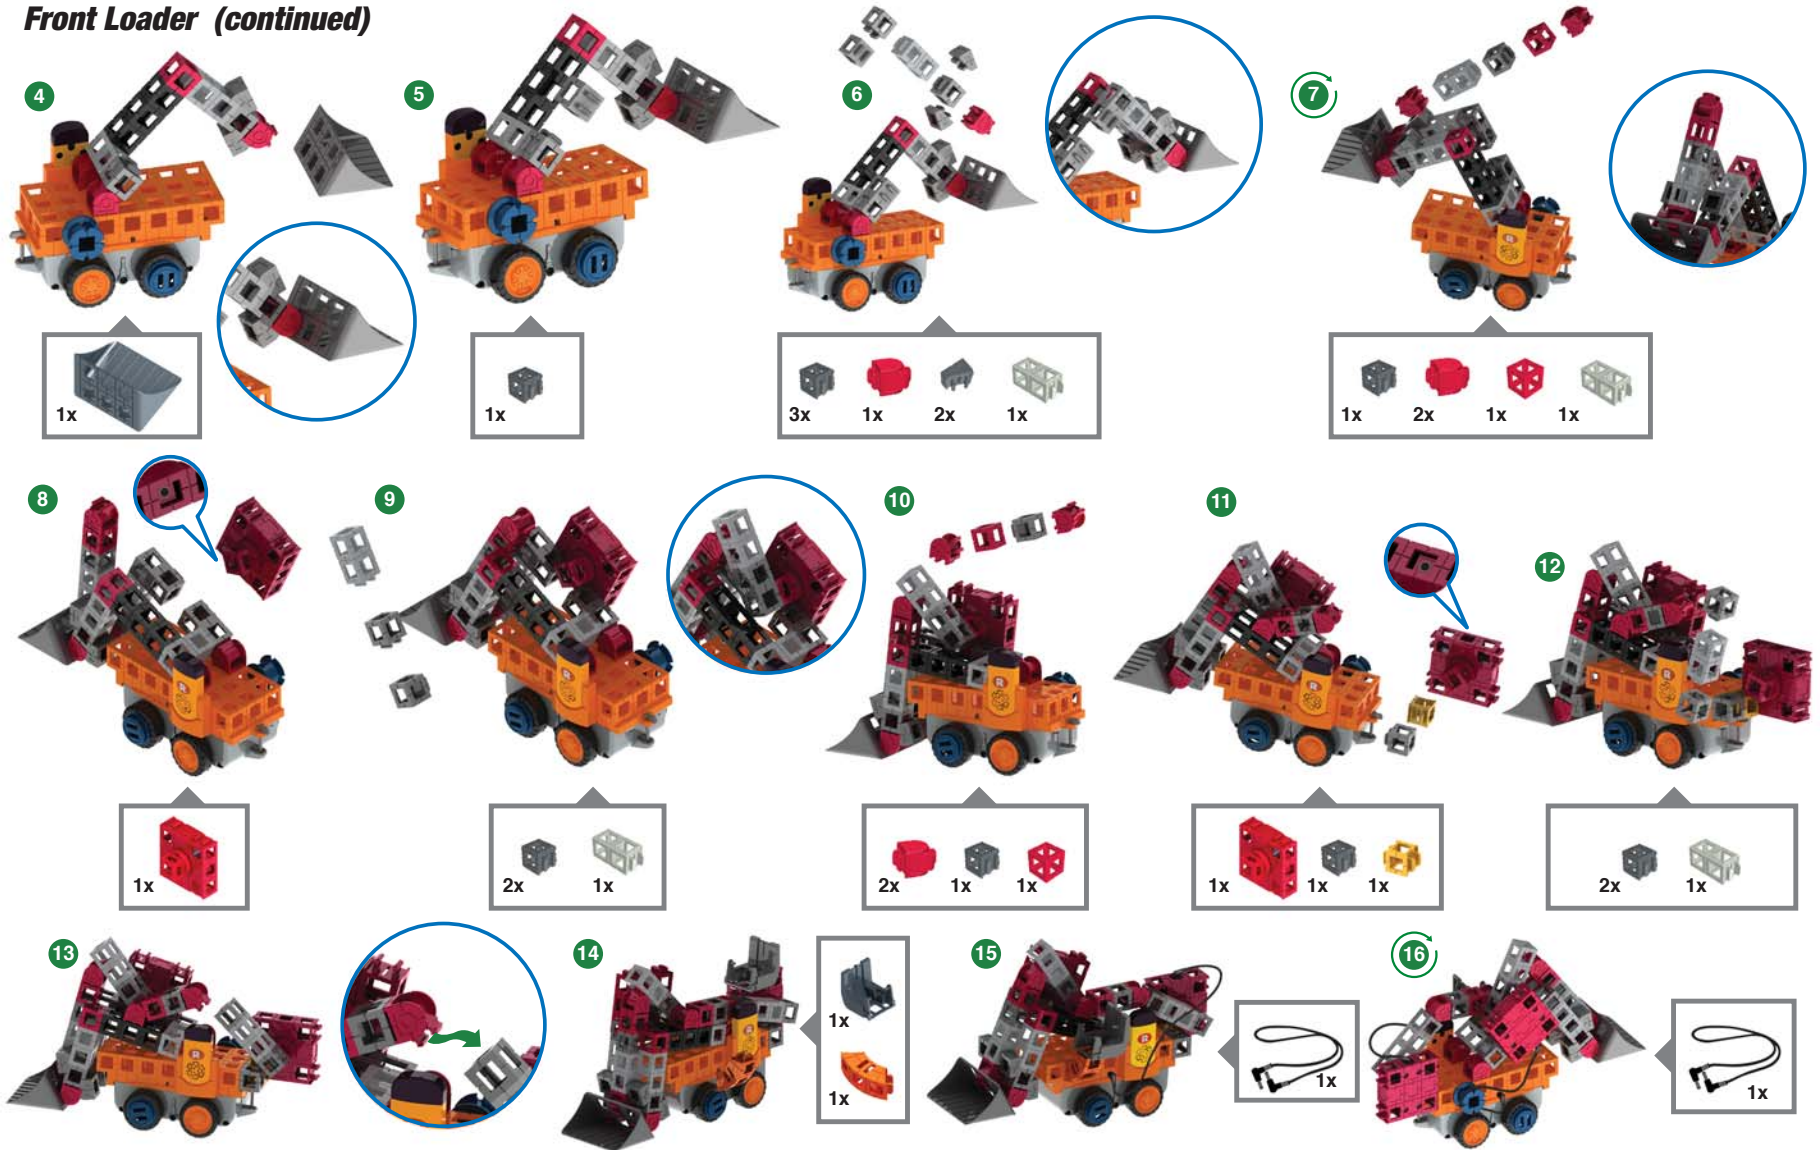 Front Loader (continued)
4
5
6
7
1x
1x
3x 1x 2x 1x
1x 2x 1x 1x
8
9
10
11
12
R
R
R
R
R
1x
2x 1x
2x 1x 1x
1x 1x 1x
2x 1x
13
14
15
16
R
R
R
1x
1x
1x
1x